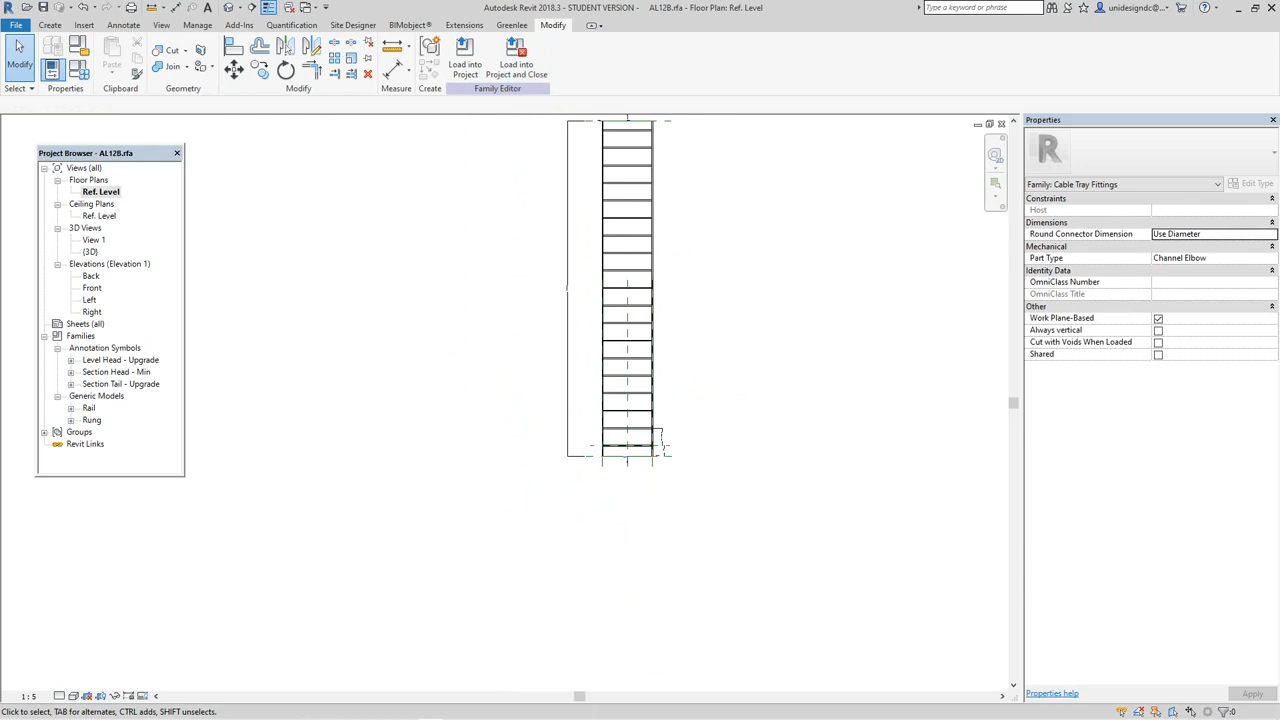 Autodesk Revit 2018.3 - STUDENT VERSION - AL12B.rfa - Floor Plan: Ref. Level
Type a keyword or phrase
unidesigndc@...
File Create Insert Annotate View Manage Add-Ins Quantification Site Designer BIMobject® Extensions Greenlee Modify
Modify
Paste
Cut
Join
Load into
Project
Load into
Project and Close
Select Properties Clipboard Geometry Modify Measure Create Family Editor
Project Browser - AL12B.rfa
Views (all)
Floor Plans
Ref. Level
Ceiling Plans
Ref. Level
3D Views
View 1
{3D}
Elevations (Elevation 1)
Back
Front
Left
Right
Sheets (all)
Families
Annotation Symbols
Level Head - Upgrade
Section Head - Min
Section Tail - Upgrade
Generic Models
Rail
Rung
Groups
Revit Links
Properties
R
Family: Cable Tray Fittings
Edit Type
Constraints
Host
Dimensions
Round Connector Dimension Use Diameter
Mechanical
Part Type Channel Elbow
Identity Data
OmniClass Number
OmniClass Title
Other
Work Plane-Based
Always vertical
Cut with Voids When Loaded
Shared
Properties help
Apply
1 : 5
Click to select, TAB for alternates, CTRL adds, SHIFT unselects.
:0